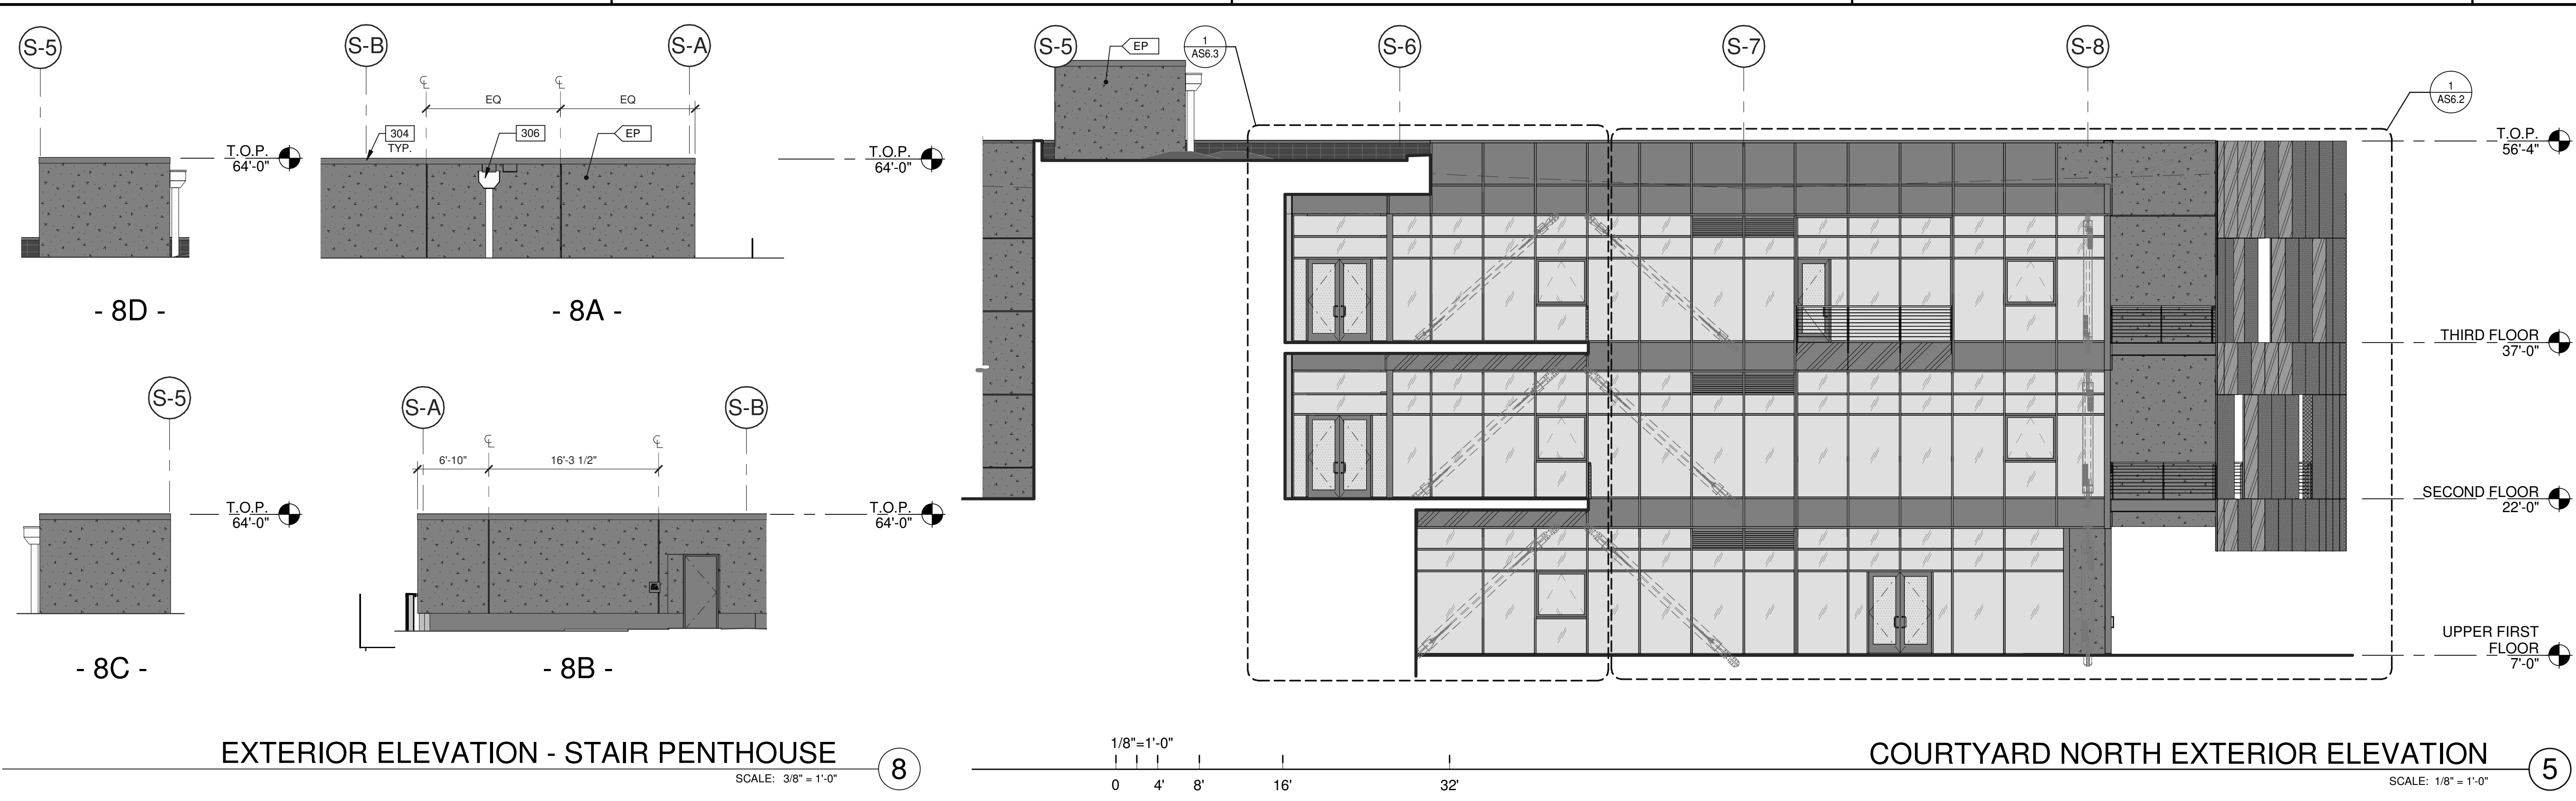 S-5
S-B
S-A
℄
℄
EQ
EQ
304
TYP.
306
EP
T.O.P.
64'-0"
T.O.P.
64'-0"
- 8D -
- 8A -
S-5
S-A
S-B
℄
℄
6'-10"
16'-3 1/2"
T.O.P.
64'-0"
T.O.P.
64'-0"
- 8C -
- 8B -
EXTERIOR ELEVATION - STAIR PENTHOUSE
8
SCALE: 3/8" = 1'-0"
S-5
EP
1
AS6.3
S-6
S-7
S-8
1
AS6.2
T.O.P.
56'-4"
THIRD FLOOR
37'-0"
SECOND FLOOR
22'-0"
UPPER FIRST
FLOOR
7'-0"
1/8"=1'-0"
0 4' 8' 16' 32'
COURTYARD NORTH EXTERIOR ELEVATION
5
SCALE: 1/8" = 1'-0"